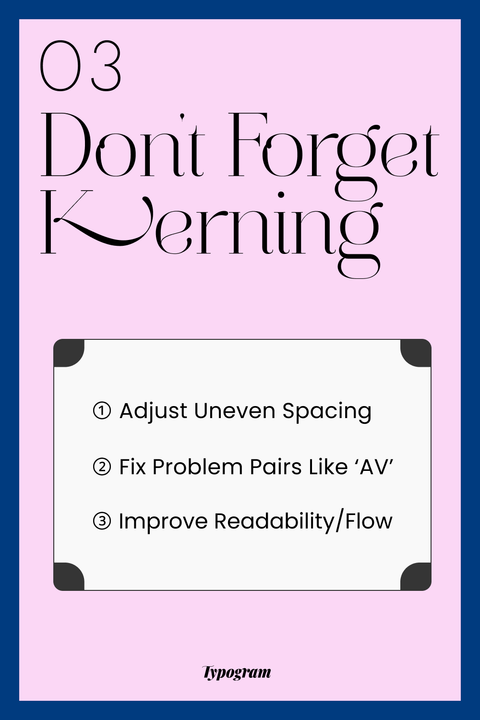 03
Don't Forget
Kerning
① Adjust Uneven Spacing
② Fix Problem Pairs Like ‘AV’
③ Improve Readability/Flow
Typogram